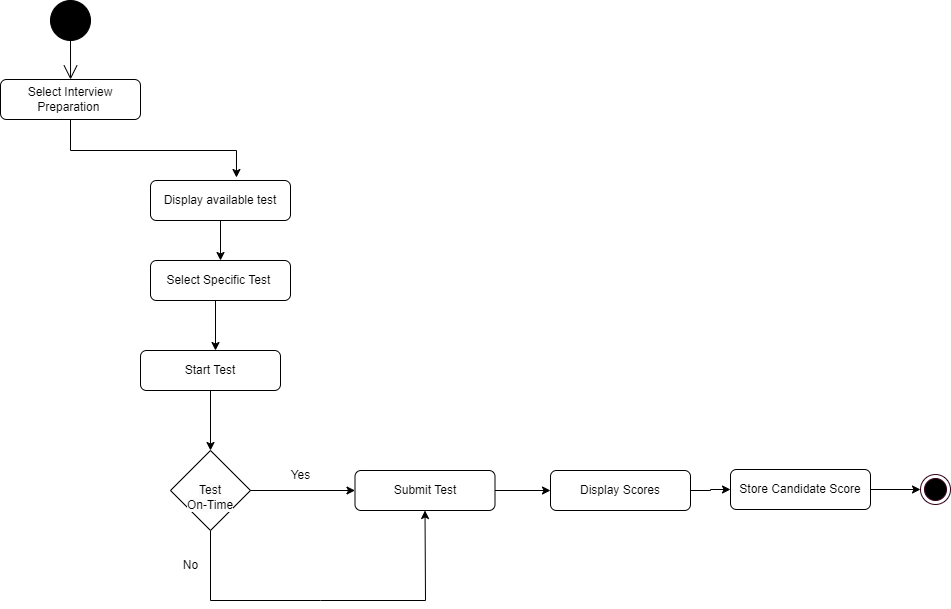 Select Interview
Preparation
Display available test
Select Specific Test
Start Test
Test
On-Time
Yes
Submit Test
Display Scores
Store Candidate Score
No